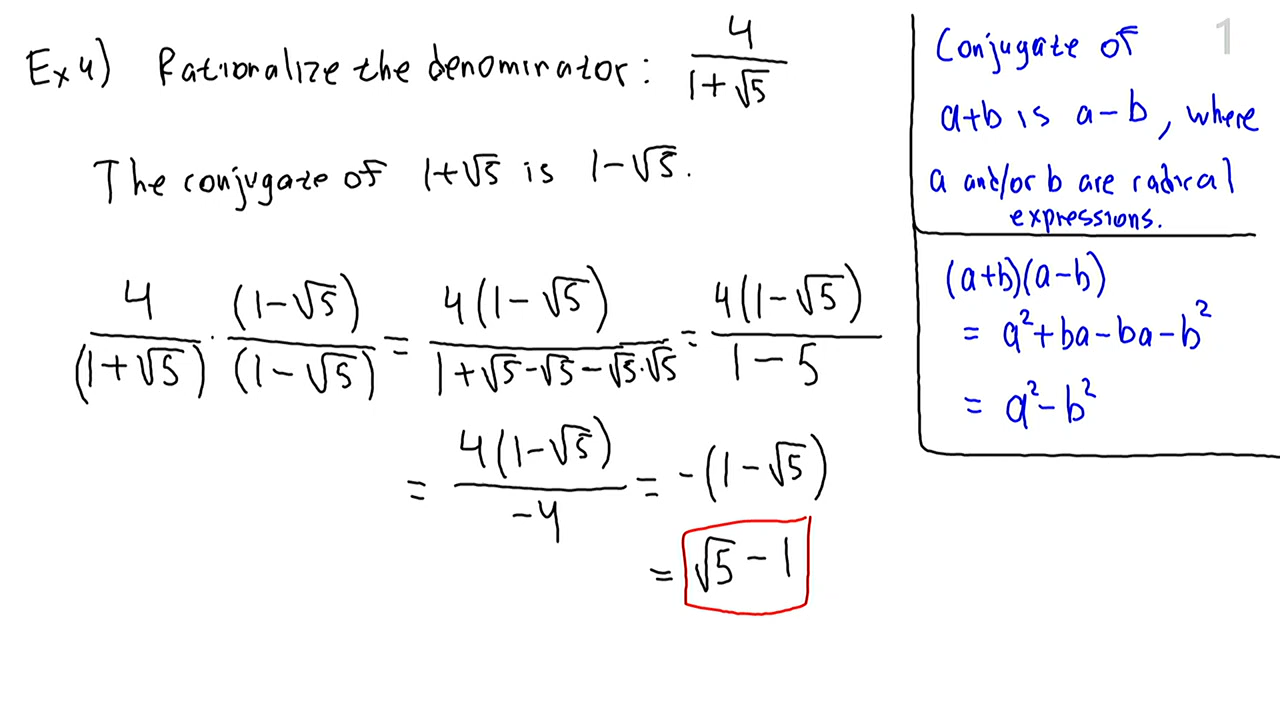 Ex 4) Rationalize the denominator: 4/(1+√5)
The conjugate of 1+√5 is 1-√5.
4/(1+√5) · (1-√5)/(1-√5) = 4(1-√5)/(1+√5-√5-√5·√5) = 4(1-√5)/(1-5)
= 4(1-√5)/-4 = -(1-√5)
= √5-1
1
Conjugate of
a+b is a-b, where
a and/or b are radical
expressions.
(a+b)(a-b)
= a²+ba-ba-b²
= a²-b²